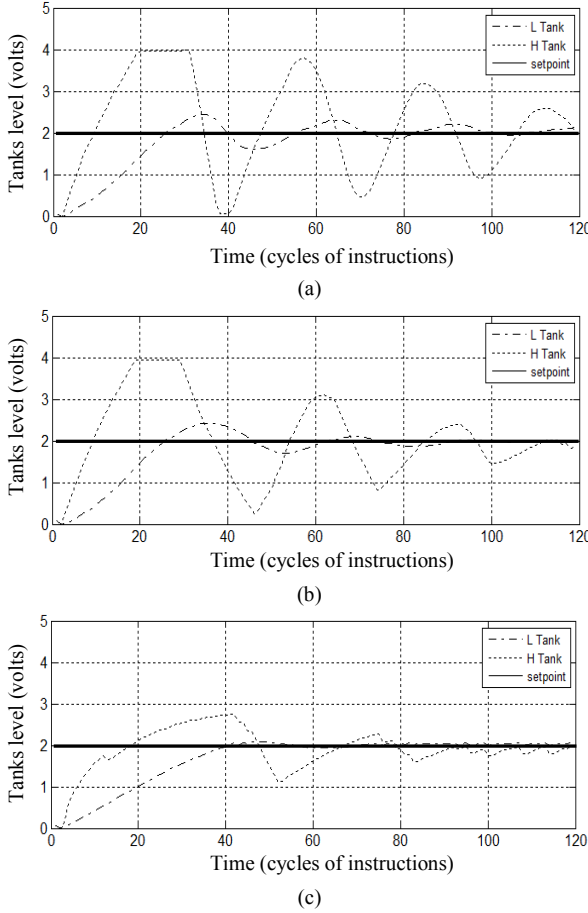 5
4
3
2
1
0
Tanks level (volts)
L Tank
H Tank
setpoint
0 20 40 60 80 100 120
Time (cycles of instructions)
(a)
5
4
3
2
1
0
Tanks level (volts)
L Tank
H Tank
setpoint
0 20 40 60 80 100 120
Time (cycles of instructions)
(b)
5
4
3
2
1
0
Tanks level (volts)
L Tank
H Tank
setpoint
0 20 40 60 80 100 120
Time (cycles of instructions)
(c)